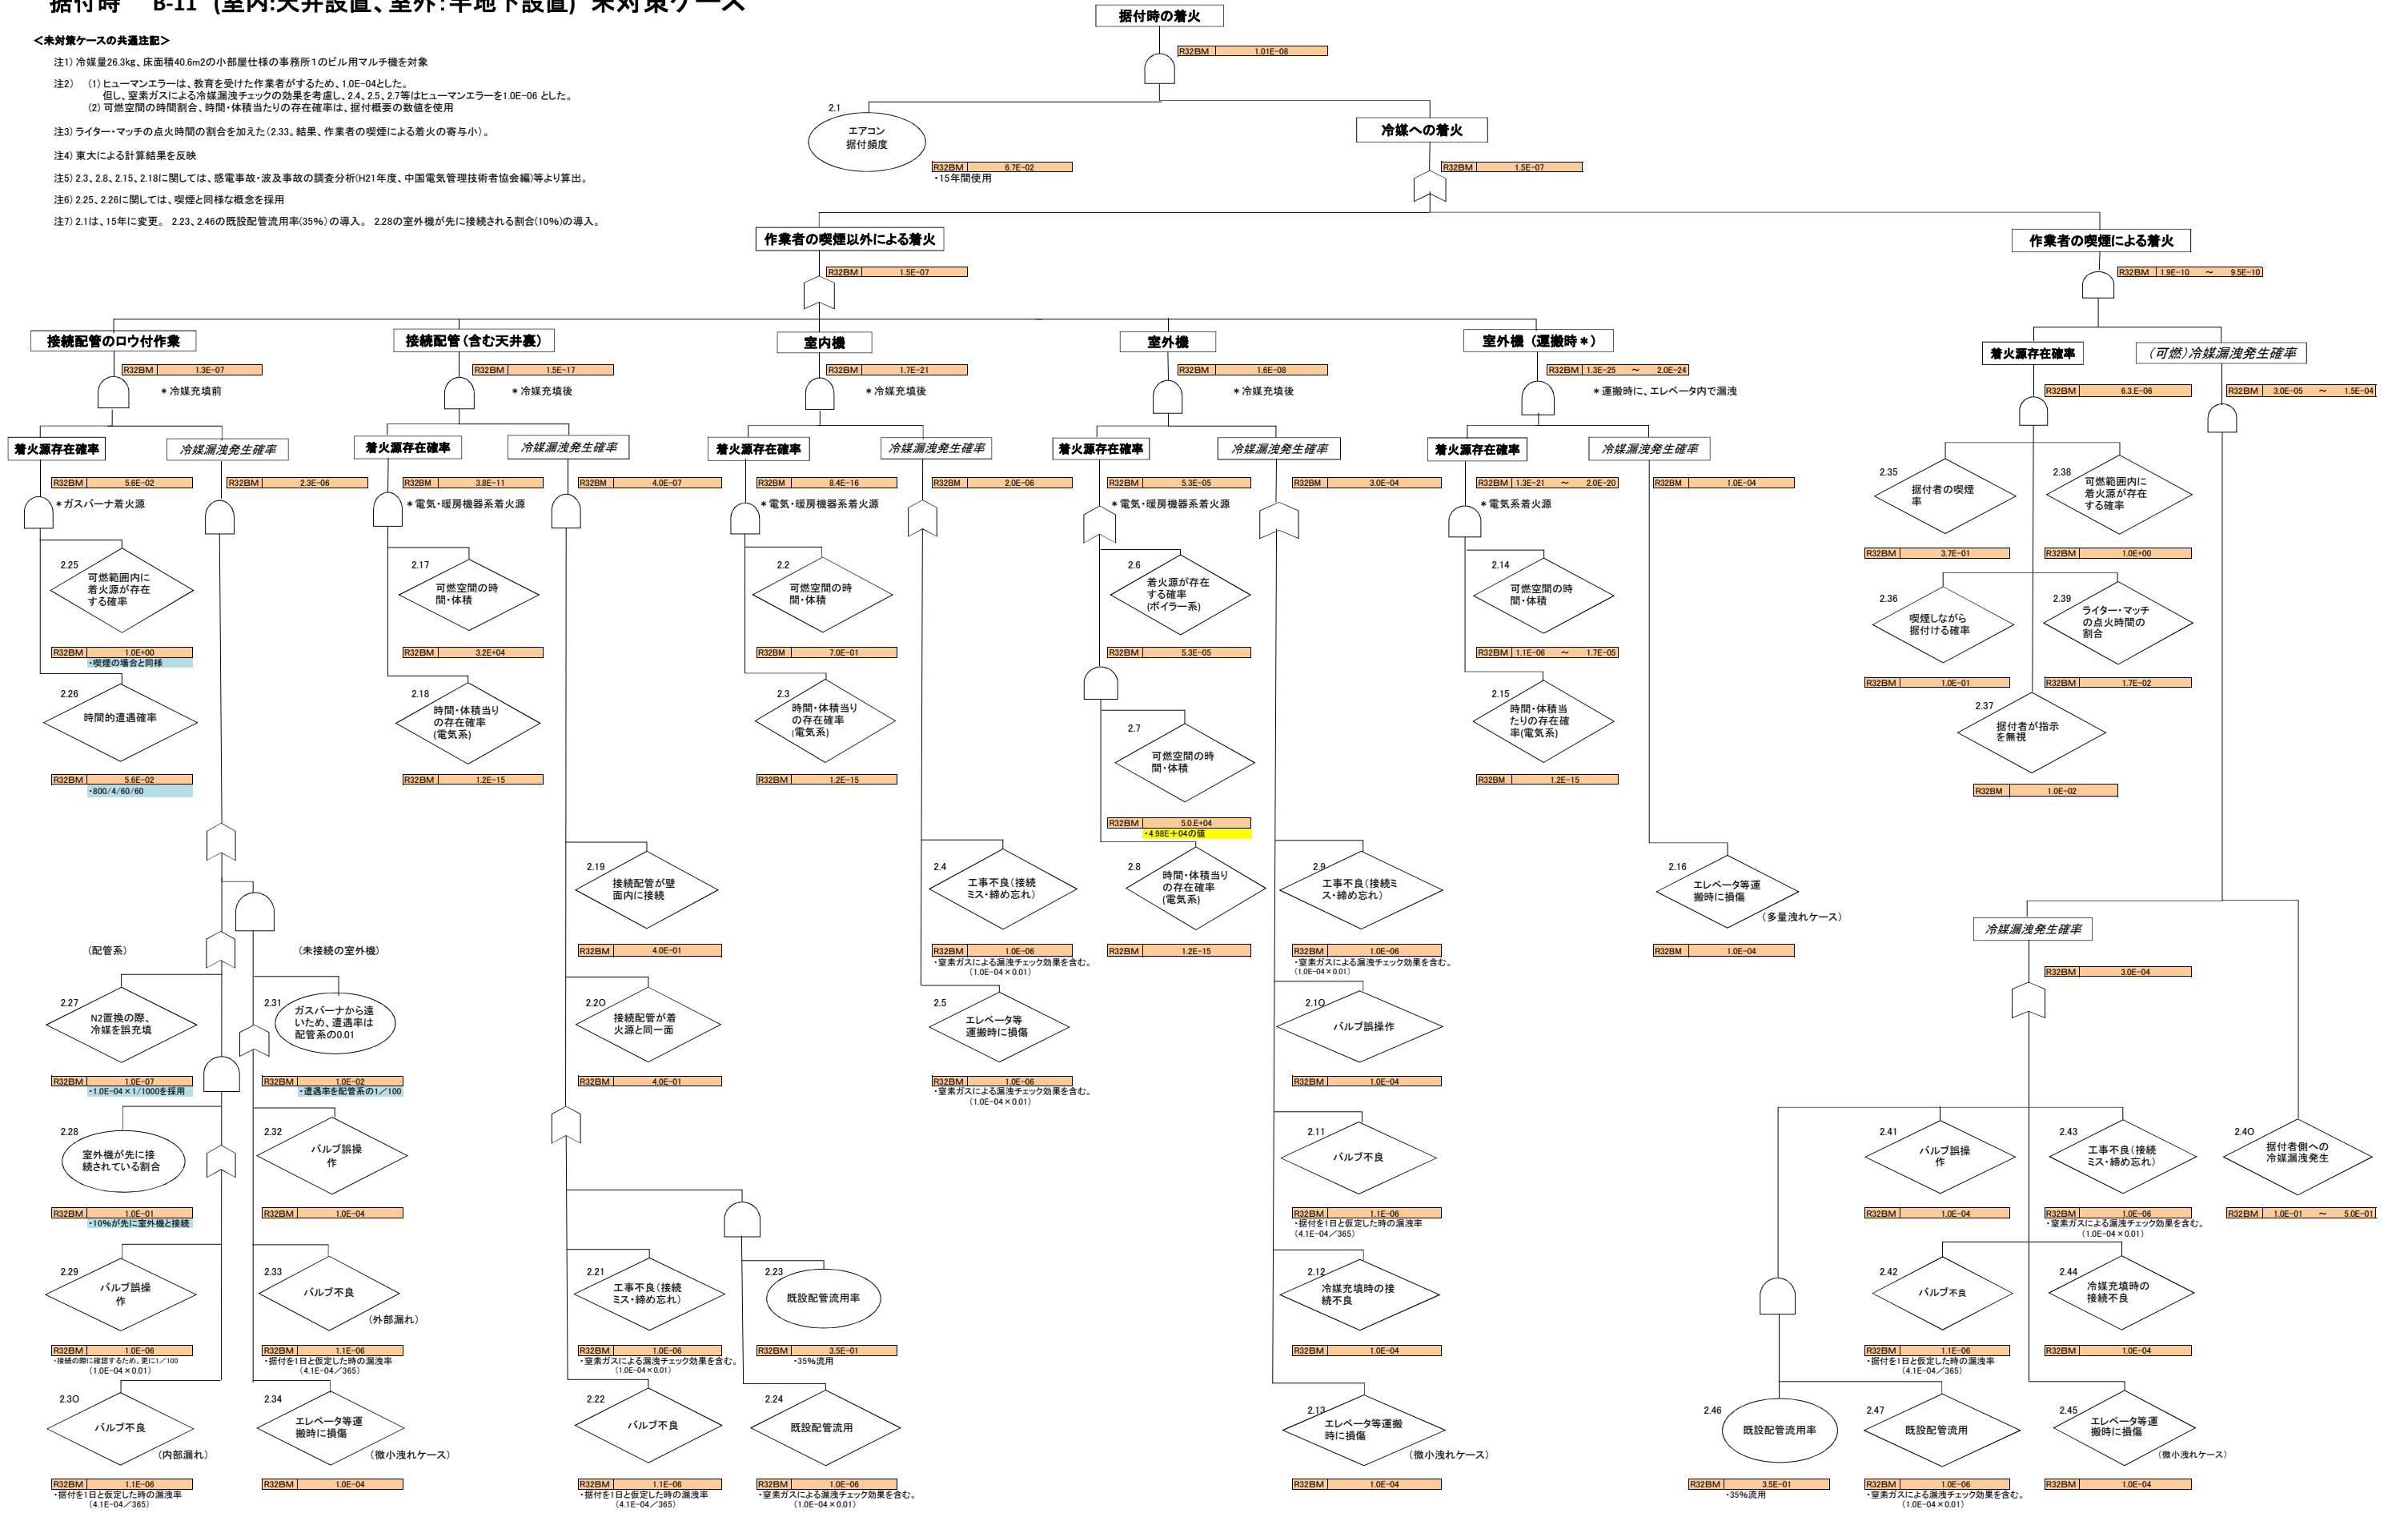 据付時 B-11 (室内:天井設置、室外:半地下設置) 未対策ケース
＜未対策ケースの共通注記＞
注1) 冷媒量26.3kg、床面積40.6m2の小部屋仕様の事務所1のビル用マルチ機を対象
注2) (1) ヒューマンエラーは、教育を受けた作業者がするため、1.0E-04とした。
但し、窒素ガスによる冷媒漏洩チェックの効果を考慮し、2.4、2.5、2.7等はヒューマンエラーを1.0E-06 とした。
(2) 可燃空間の時間割合、時間・体積当たりの存在確率は、据付概要の数値を使用
注3) ライター・マッチの点火時間の割合を加えた(2.33。結果、作業者の喫煙による着火の寄与小)。
注4) 東大による計算結果を反映
注5) 2.3、2.8、2.15、2.18に関しては、感電事故・波及事故の調査分析(H21年度、中国電気管理技術者協会編)等より算出。
注6) 2.25、2.26に関しては、喫煙と同様な概念を採用
注7) 2.1は、15年に変更。 2.23、2.46の既設配管流用率(35%)の導入。 2.28の室外機が先に接続される割合(10%)の導入。
据付時の着火
R32BM 1.01E-08
2.1
エアコン
据付頻度
R32BM 6.7E-02
・15年間使用
冷媒への着火
R32BM 1.5E-07
作業者の喫煙以外による着火
R32BM 1.5E-07
作業者の喫煙による着火
R32BM 1.9E-10 ～ 9.5E-10
接続配管のロウ付作業
R32BM 1.3E-07
＊冷媒充填前
着火源存在確率
R32BM 5.6E-02
＊ガスバーナ着火源
冷媒漏洩発生確率
R32BM 2.3E-06
2.25
可燃範囲内に
着火源が存在
する確率
R32BM 1.0E+00
・喫煙の場合と同様
2.26
時間的遭遇確率
R32BM 5.6E-02
・800/4/60/60
(配管系)
(未接続の室外機)
2.27
N2置換の際、
冷媒を誤充填
R32BM 1.0E-07
・1.0E-04×1/1000を採用
2.31
ガスバーナから遠
いため、遭遇率は
配管系の0.01
R32BM 1.0E-02
・遭遇率を配管系の1/100
2.28
室外機が先に接
続されている割合
R32BM 1.0E-01
・10%が先に室外機と接続
2.32
バルブ誤操
作
R32BM 1.0E-04
2.29
バルブ誤操
作
R32BM 1.0E-06
・接続の際に確認するため、更に1/100
(1.0E-04×0.01)
2.33
バルブ不良
(外部漏れ)
R32BM 1.1E-06
・据付を1日と仮定した時の漏洩率
(4.1E-04/365)
2.30
バルブ不良
(内部漏れ)
R32BM 1.1E-06
・据付を1日と仮定した時の漏洩率
(4.1E-04/365)
2.34
エレベータ等運
搬時に損傷
(微小洩れケース)
R32BM 1.0E-04
接続配管(含む天井裏)
R32BM 1.5E-17
＊冷媒充填後
着火源存在確率
R32BM 3.8E-11
＊電気・暖房機器系着火源
冷媒漏洩発生確率
R32BM 4.0E-07
2.17
可燃空間の時
間・体積
R32BM 3.2E+04
2.18
時間・体積当り
の存在確率
(電気系)
R32BM 1.2E-15
2.19
接続配管が壁
面内に接続
R32BM 4.0E-01
2.20
接続配管が着
火源と同一面
R32BM 4.0E-01
2.21
工事不良(接続
ミス・締め忘れ)
R32BM 1.0E-06
・窒素ガスによる漏洩チェック効果を含む。
(1.0E-04×0.01)
2.23
既設配管流用率
R32BM 3.5E-01
・35%流用
2.22
バルブ不良
R32BM 1.1E-06
・据付を1日と仮定した時の漏洩率
(4.1E-04/365)
2.24
既設配管流用
R32BM 1.0E-06
・窒素ガスによる漏洩チェック効果を含む。
(1.0E-04×0.01)
室内機
R32BM 1.7E-21
＊冷媒充填後
着火源存在確率
R32BM 8.4E-16
＊電気・暖房機器系着火源
冷媒漏洩発生確率
R32BM 2.0E-06
2.2
可燃空間の時
間・体積
R32BM 7.0E-01
2.3
時間・体積当り
の存在確率
(電気系)
R32BM 1.2E-15
2.4
工事不良(接続
ミス・締め忘れ)
R32BM 1.0E-06
・窒素ガスによる漏洩チェック効果を含む。
(1.0E-04×0.01)
2.5
エレベータ等
運搬時に損傷
R32BM 1.0E-06
・窒素ガスによる漏洩チェック効果を含む。
(1.0E-04×0.01)
室外機
R32BM 1.6E-08
＊冷媒充填後
着火源存在確率
R32BM 5.3E-05
＊電気・暖房機器系着火源
冷媒漏洩発生確率
R32BM 3.0E-04
2.6
着火源が存在
する確率
(ボイラー系)
R32BM 5.3E-05
2.7
可燃空間の時
間・体積
R32BM 5.0.E+04
・4.98E+04の値
2.8
時間・体積当り
の存在確率
(電気系)
R32BM 1.2E-15
2.9
工事不良(接続ミ
ス・締め忘れ)
R32BM 1.0E-06
・窒素ガスによる漏洩チェック効果を含む。
(1.0E-04×0.01)
2.10
バルブ誤操作
R32BM 1.0E-04
2.11
バルブ不良
R32BM 1.1E-06
・据付を1日と仮定した時の漏洩率
(4.1E-04/365)
2.12
冷媒充填時の接
続不良
R32BM 1.0E-04
2.13
エレベータ等運搬
時に損傷
(微小洩れケース)
R32BM 1.0E-04
室外機 (運搬時＊)
R32BM 1.3E-25 ～ 2.0E-24
＊運搬時に、エレベータ内で漏洩
着火源存在確率
R32BM 1.3E-21 ～ 2.0E-20
＊電気系着火源
冷媒漏洩発生確率
R32BM 1.0E-04
2.14
可燃空間の時
間・体積
R32BM 1.1E-06 ～ 1.7E-05
2.15
時間・体積当
たりの存在確
率(電気系)
R32BM 1.2E-15
2.16
エレベータ等運
搬時に損傷
(多量洩れケース)
R32BM 1.0E-04
着火源存在確率
R32BM 6.3.E-06
(可燃)冷媒漏洩発生確率
R32BM 3.0E-05 ～ 1.5E-04
2.35
据付者の喫煙
率
R32BM 3.7E-01
2.38
可燃範囲内に
着火源が存在
する確率
R32BM 1.0E+00
2.36
喫煙しながら
据付ける確率
R32BM 1.0E-01
2.39
ライター・マッチ
の点火時間の
割合
R32BM 1.7E-02
2.37
据付者が指示
を無視
R32BM 1.0E-02
冷媒漏洩発生確率
R32BM 3.0E-04
2.41
バルブ誤操
作
R32BM 1.0E-04
2.43
工事不良(接続
ミス・締め忘れ)
R32BM 1.0E-06
・窒素ガスによる漏洩チェック効果を含む。
(1.0E-04×0.01)
2.40
据付者側への
冷媒漏洩発生
R32BM 1.0E-01 ～ 5.0E-01
2.42
バルブ不良
R32BM 1.1E-06
・据付を1日と仮定した時の漏洩率
(4.1E-04/365)
2.44
冷媒充填時の
接続不良
R32BM 1.0E-04
2.46
既設配管流用率
R32BM 3.5E-01
・35%流用
2.47
既設配管流用
R32BM 1.0E-06
・窒素ガスによる漏洩チェック効果を含む。
(1.0E-04×0.01)
2.45
エレベータ等運
搬時に損傷
(微小洩れケース)
R32BM 1.0E-04